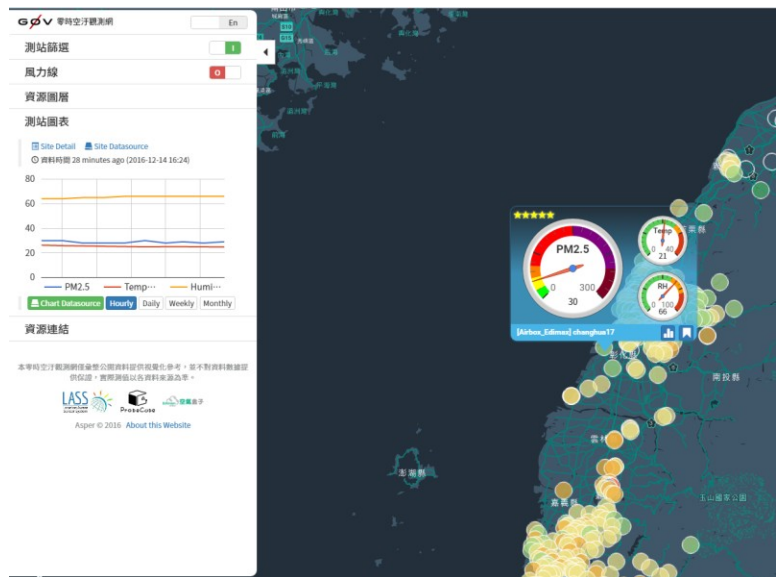 GØV 零時空汙觀測網
En
測站篩選
I
風力線
O
資源圖層
測站圖表
Site Detail Site Datasource
資料時間 28 minutes ago (2016-12-14 16:24)
80
60
40
20
0
PM2.5 Temp… Humi…
Chart Datasource Hourly Daily Weekly Monthly
資源連結
本零時空汙觀測網僅彙整公開資料提供視覺化參考，並不對資料數據提
供保證，實際測值以各資料來源為準。
LASS
ProbeCube
空氣盒子
Asper © 2016 About this Website
★★★★★
PM2.5
0 300
30
Temp
0 40
21
RH
0 100
66
[Airbox_Edimax] changhua17
彰化縣
南投縣
澎湖縣
嘉義縣
玉山國家公園